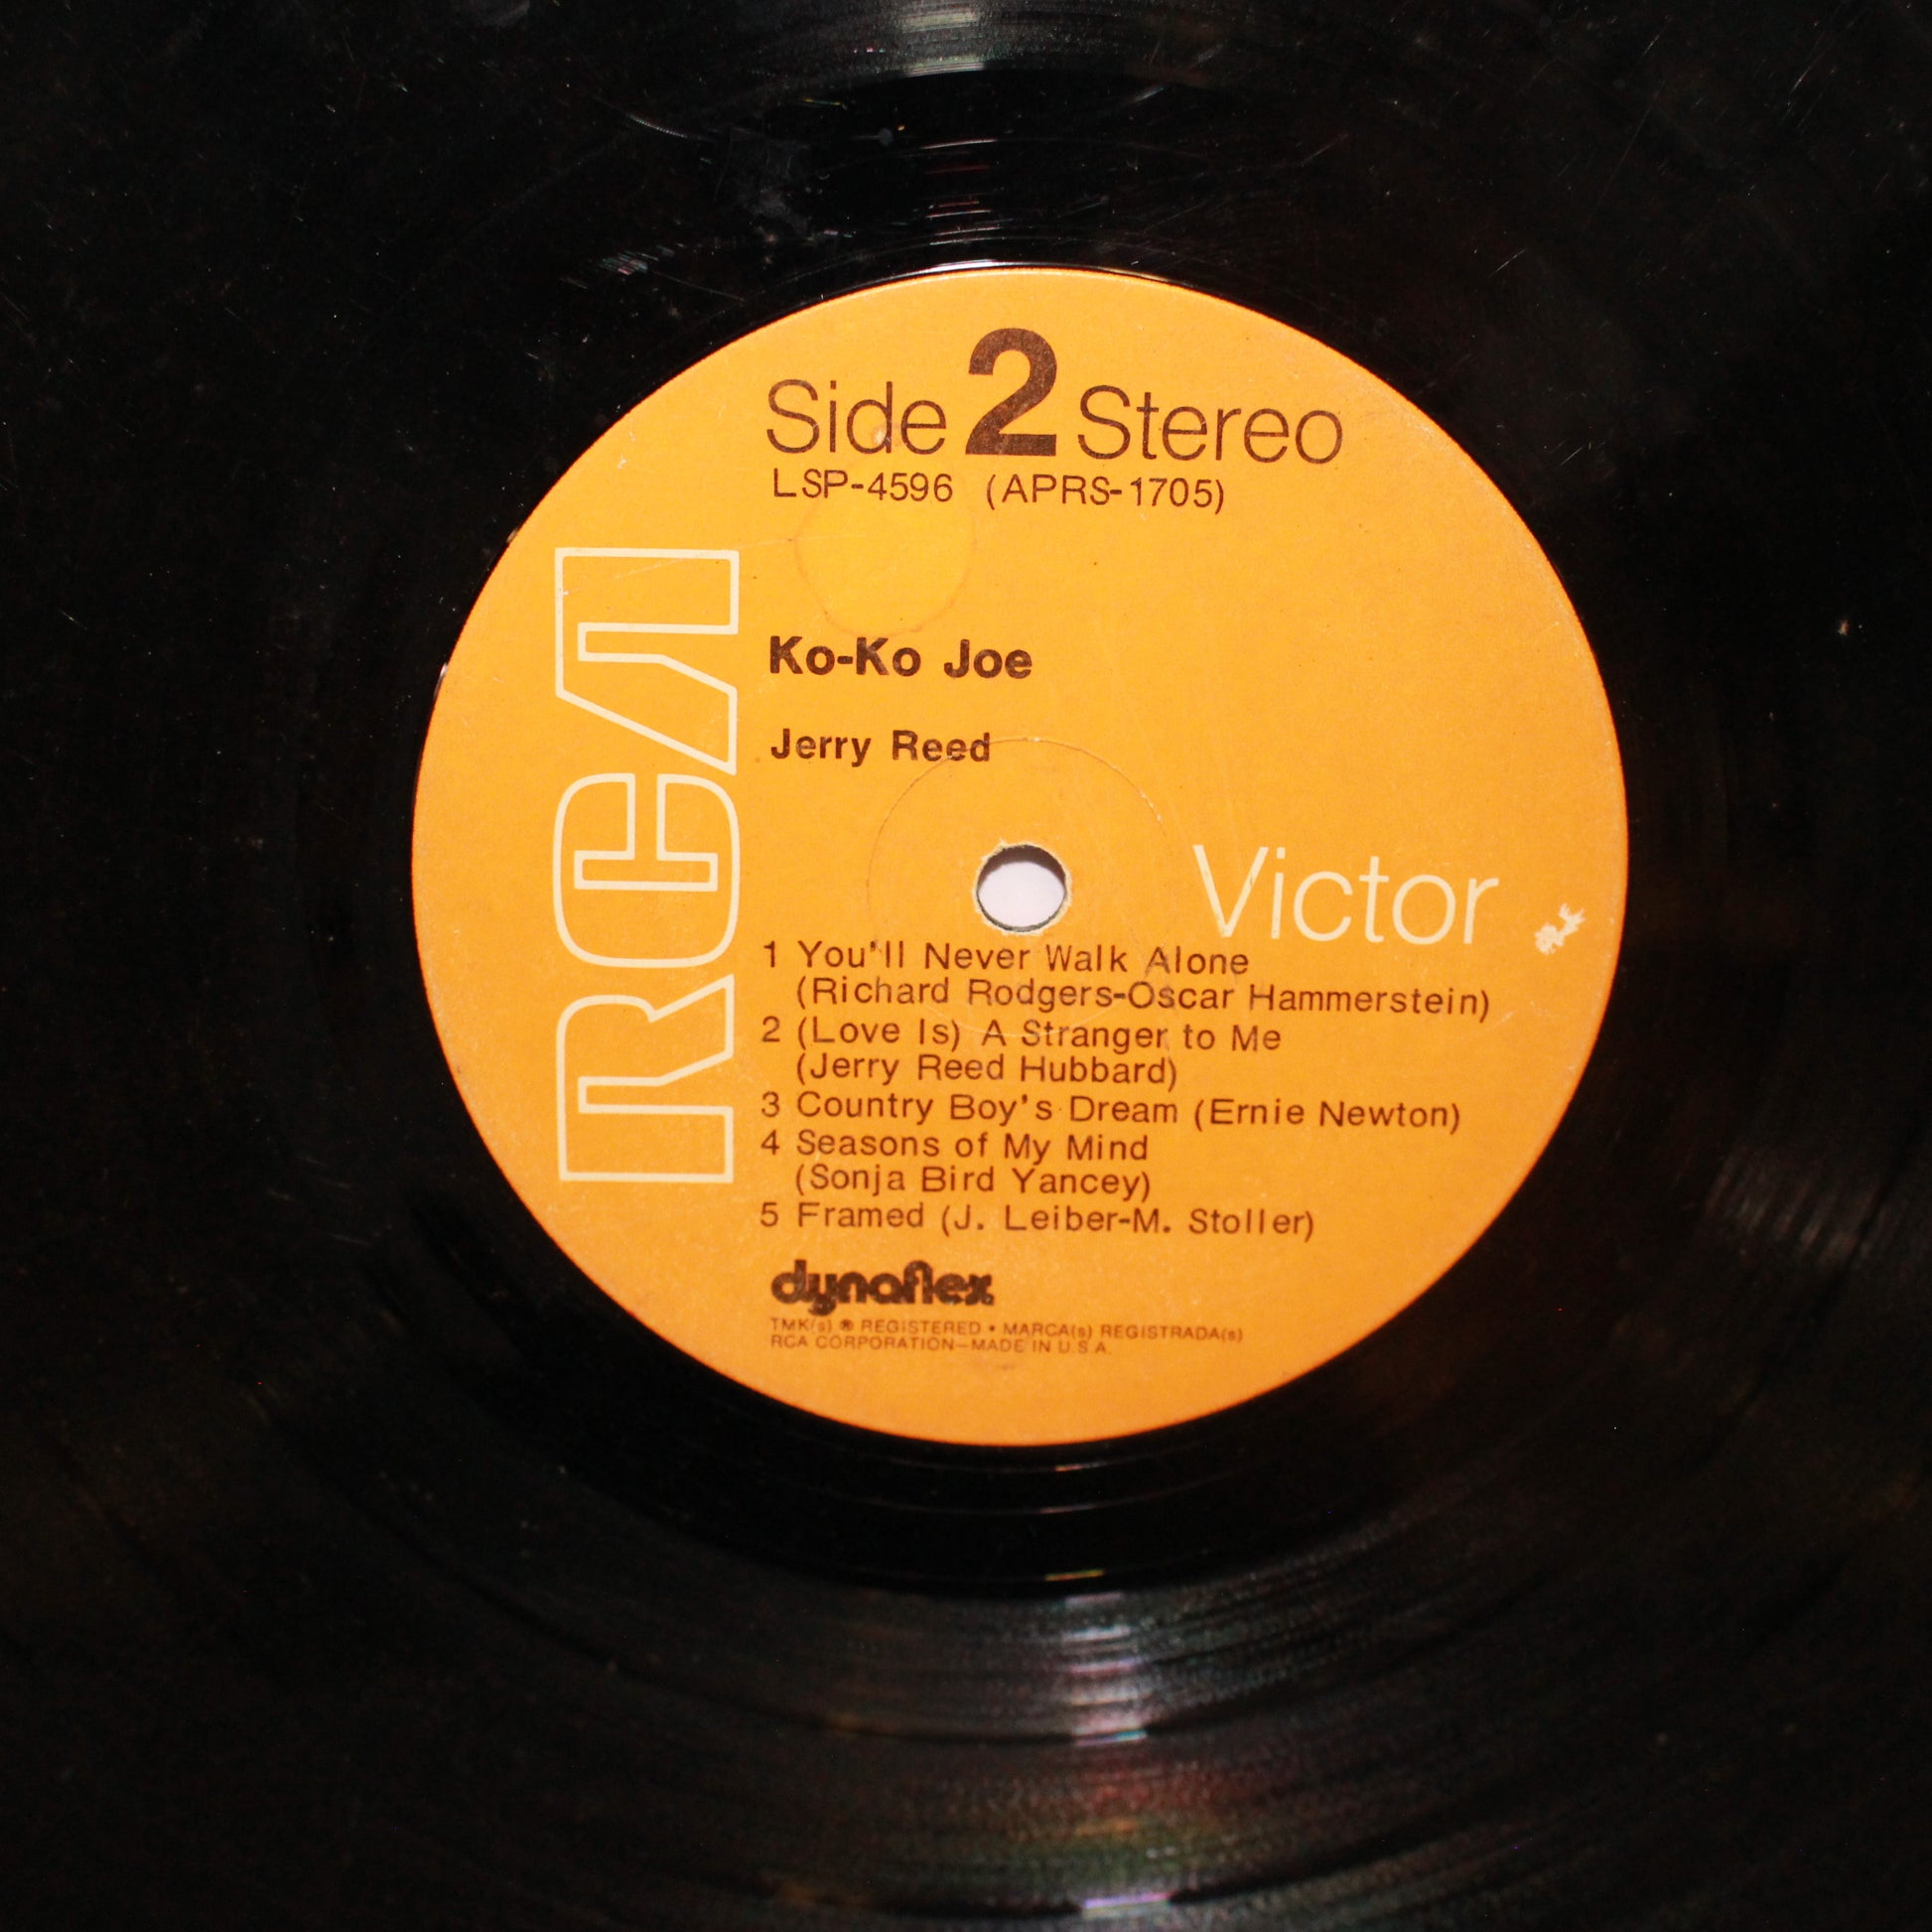 Side 2 Stereo
LSP-4596 (APRS-1705)
RCA
Ko-Ko Joe
Jerry Reed
Victor
1 You'll Never Walk Alone
(Richard Rodgers-Oscar Hammerstein)
2 (Love Is) A Stranger to Me
(Jerry Reed Hubbard)
3 Country Boy's Dream (Ernie Newton)
4 Seasons of My Mind
(Sonja Bird Yancey)
5 Framed (J. Leiber-M. Stoller)
dynaflex
TMK(s) ® REGISTERED • MARCA(s) REGISTRADA(s)
RCA CORPORATION—MADE IN U.S.A.